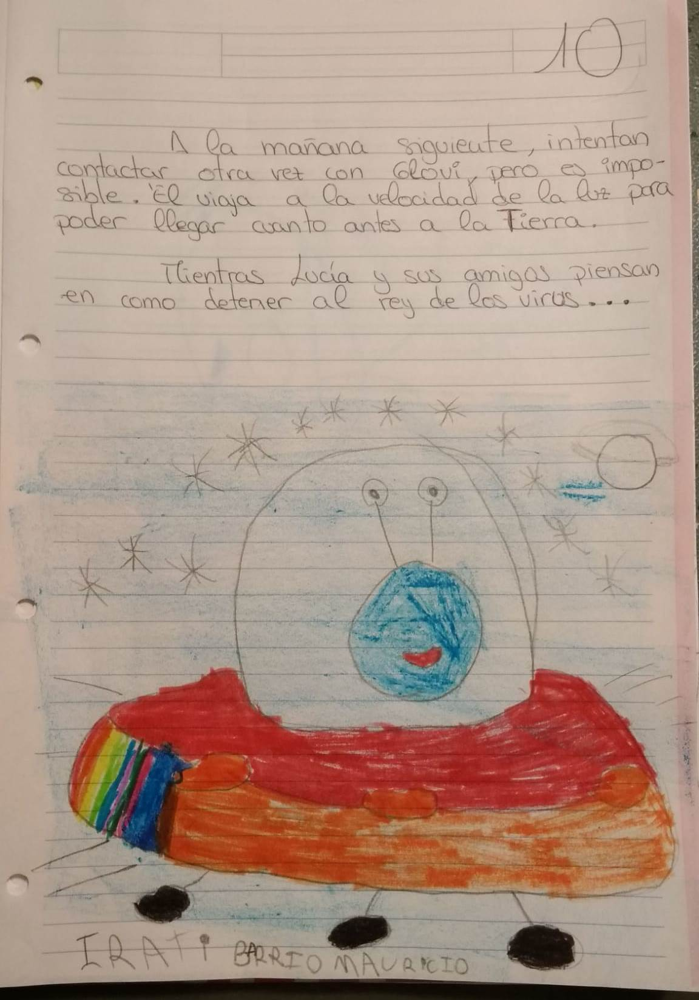 10
A la mañana siguiente, intentan
contactar otra vez con Glovi, pero es impo-
sible. Él viaja a la velocidad de la luz para
poder llegar cuanto antes a la Tierra.
Mientras Lucía y sus amigos piensan
en como detener al rey de los virus...
IRATI BARRIO MAURICIO